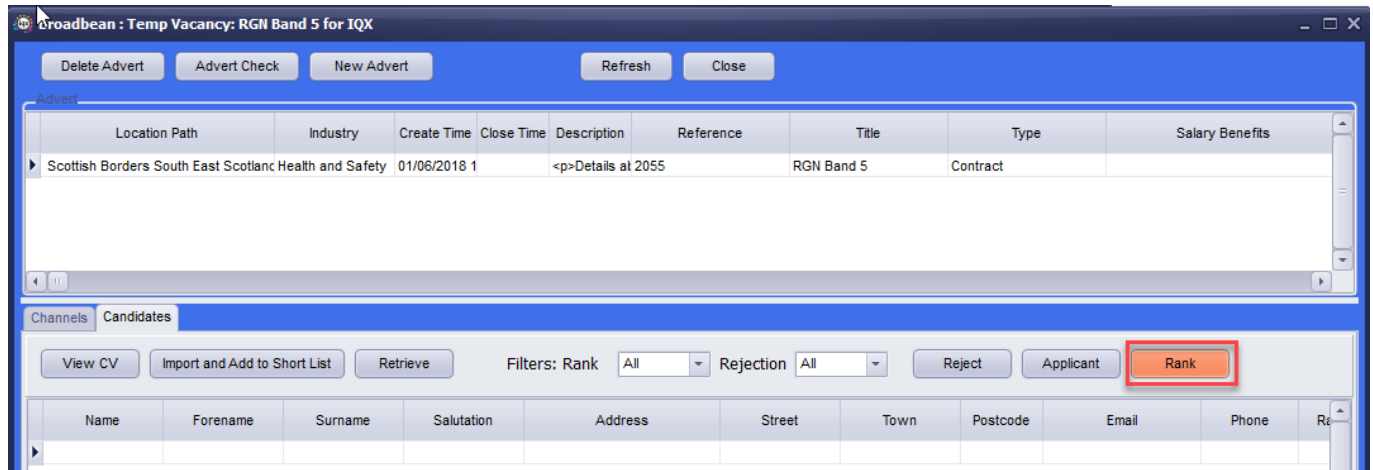 Broadbean : Temp Vacancy: RGN Band 5 for IQX
Delete Advert Advert Check New Advert Refresh Close
Advert
Location Path Industry Create Time Close Time Description Reference Title Type Salary Benefits
Scottish Borders South East Scotland Health and Safety 01/06/2018 1 <p>Details at 2055 RGN Band 5 Contract
Channels Candidates
View CV Import and Add to Short List Retrieve Filters: Rank All Rejection All Reject Applicant Rank
Name Forename Surname Salutation Address Street Town Postcode Email Phone Ra